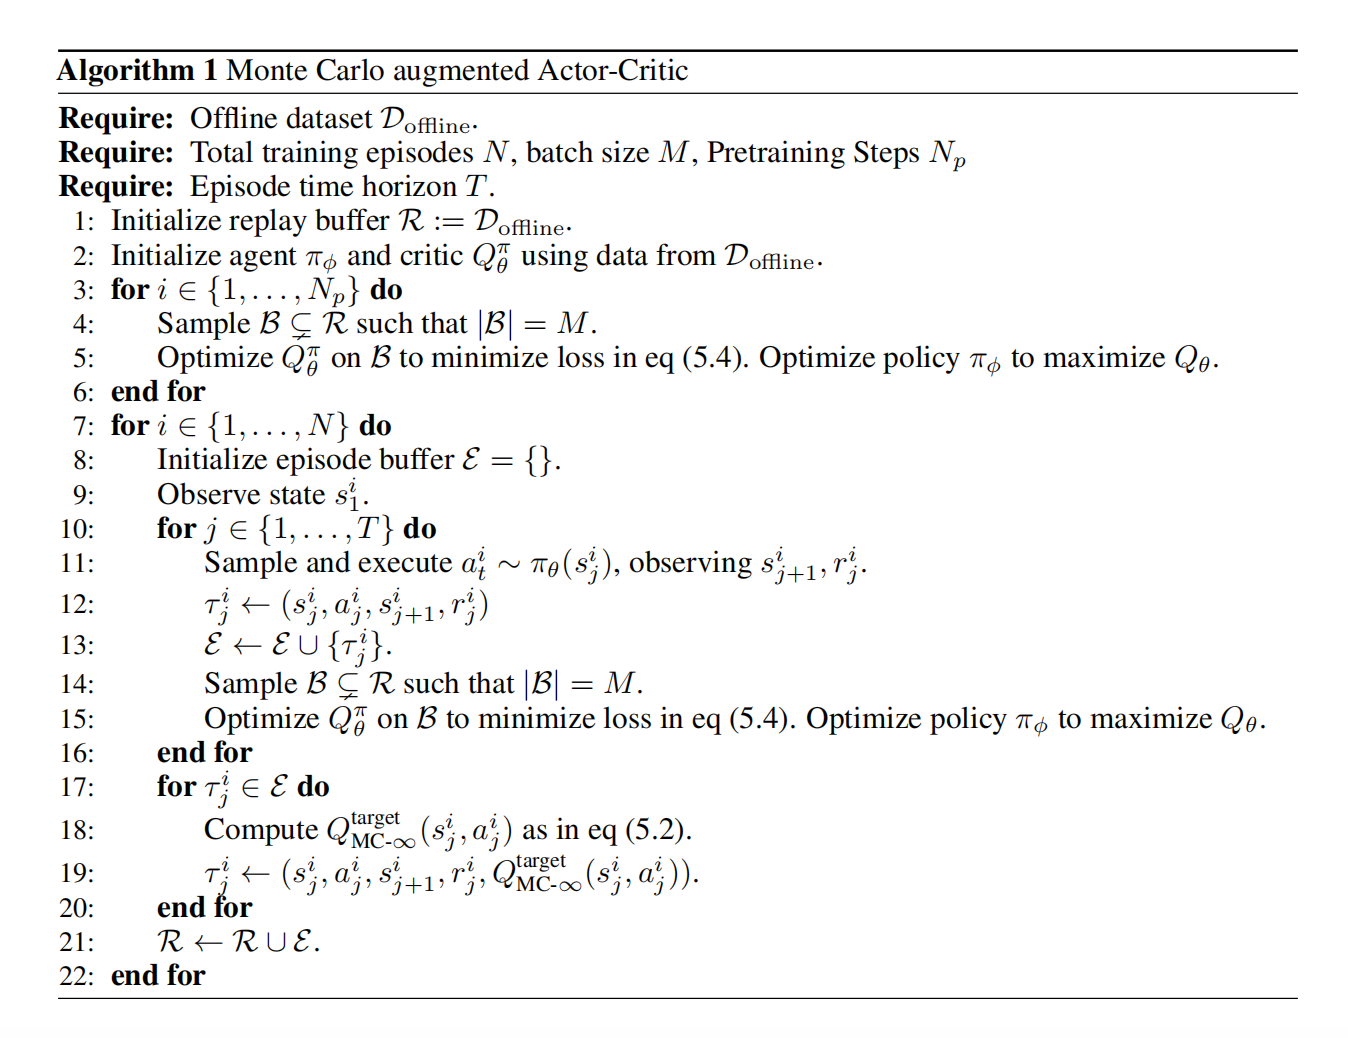 Algorithm 1 Monte Carlo augmented Actor-Critic
Require: Offline dataset $\mathcal{D}_{\text{offline}}$.
Require: Total training episodes $N$, batch size $M$, Pretraining Steps $N_p$
Require: Episode time horizon $T$.
1: Initialize replay buffer $\mathcal{R} := \mathcal{D}_{\text{offline}}$.
2: Initialize agent $\pi_\phi$ and critic $Q_\theta^\pi$ using data from $\mathcal{D}_{\text{offline}}$.
3: for $i \in \{1, \ldots, N_p\}$ do
4: Sample $\mathcal{B} \subsetneq \mathcal{R}$ such that $|\mathcal{B}| = M$.
5: Optimize $Q_\theta^\pi$ on $\mathcal{B}$ to minimize loss in eq (5.4). Optimize policy $\pi_\phi$ to maximize $Q_\theta$.
6: end for
7: for $i \in \{1, \ldots, N\}$ do
8: Initialize episode buffer $\mathcal{E} = \{\}$.
9: Observe state $s_1^i$.
10: for $j \in \{1, \ldots, T\}$ do
11: Sample and execute $a_t^i \sim \pi_\theta(s_j^i)$, observing $s_{j+1}^i, r_j^i$.
12: $\tau_j^i \leftarrow (s_j^i, a_j^i, s_{j+1}^i, r_j^i)$
13: $\mathcal{E} \leftarrow \mathcal{E} \cup \{\tau_j^i\}$.
14: Sample $\mathcal{B} \subsetneq \mathcal{R}$ such that $|\mathcal{B}| = M$.
15: Optimize $Q_\theta^\pi$ on $\mathcal{B}$ to minimize loss in eq (5.4). Optimize policy $\pi_\phi$ to maximize $Q_\theta$.
16: end for
17: for $\tau_j^i \in \mathcal{E}$ do
18: Compute $Q_{\text{MC-}\infty}^{\text{target}}(s_j^i, a_j^i)$ as in eq (5.2).
19: $\tau_j^i \leftarrow (s_j^i, a_j^i, s_{j+1}^i, r_j^i, Q_{\text{MC-}\infty}^{\text{target}}(s_j^i, a_j^i))$.
20: end for
21: $\mathcal{R} \leftarrow \mathcal{R} \cup \mathcal{E}$.
22: end for